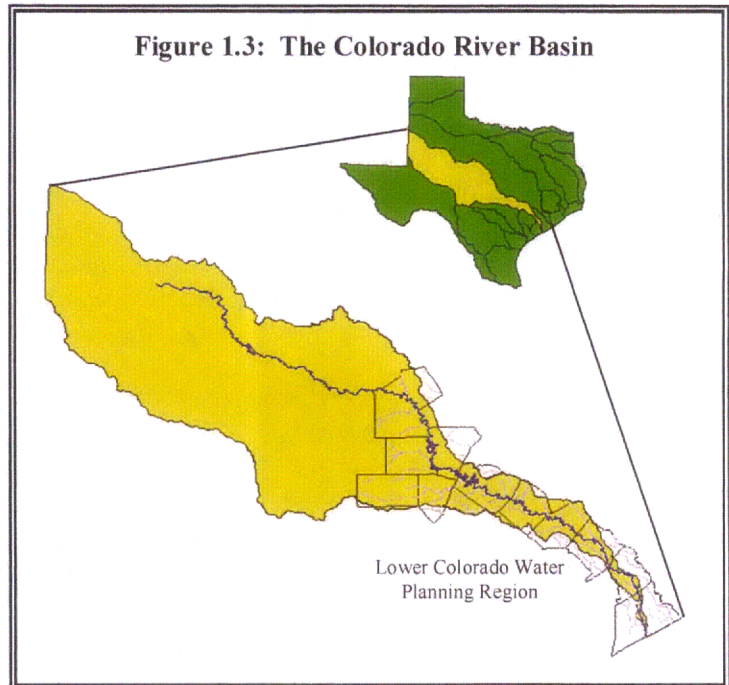 Figure 1.3: The Colorado River Basin
Lower Colorado Water
Planning Region